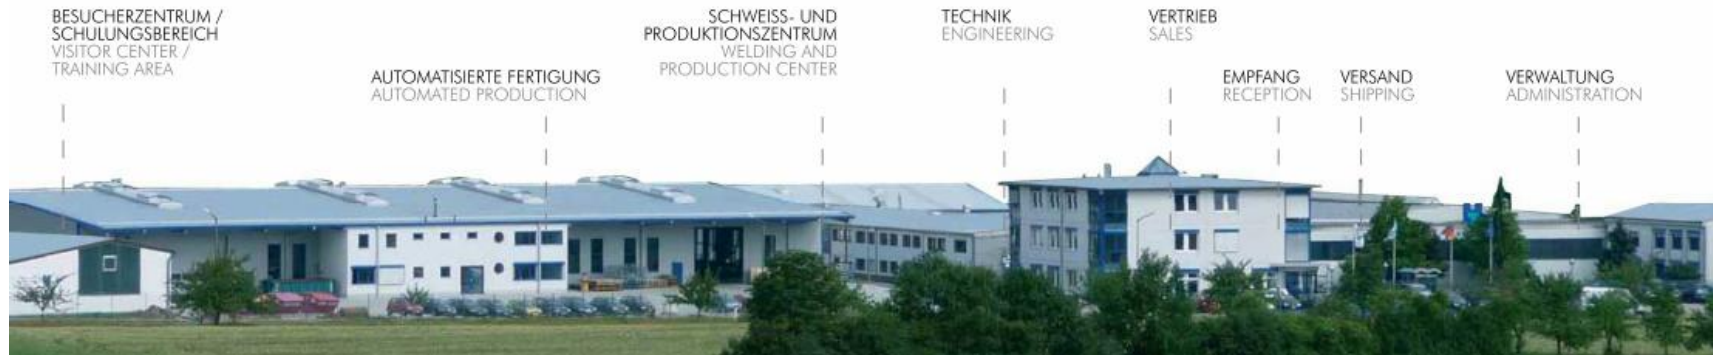 BESUCHERZENTRUM /
SCHULUNGSBEREICH
VISITOR CENTER /
TRAINING AREA
AUTOMATISIERTE FERTIGUNG
AUTOMATED PRODUCTION
SCHWEISS- UND
PRODUKTIONSZENTRUM
WELDING AND
PRODUCTION CENTER
TECHNIK
ENGINEERING
VERTRIEB
SALES
EMPFANG
RECEPTION
VERSAND
SHIPPING
VERWALTUNG
ADMINISTRATION